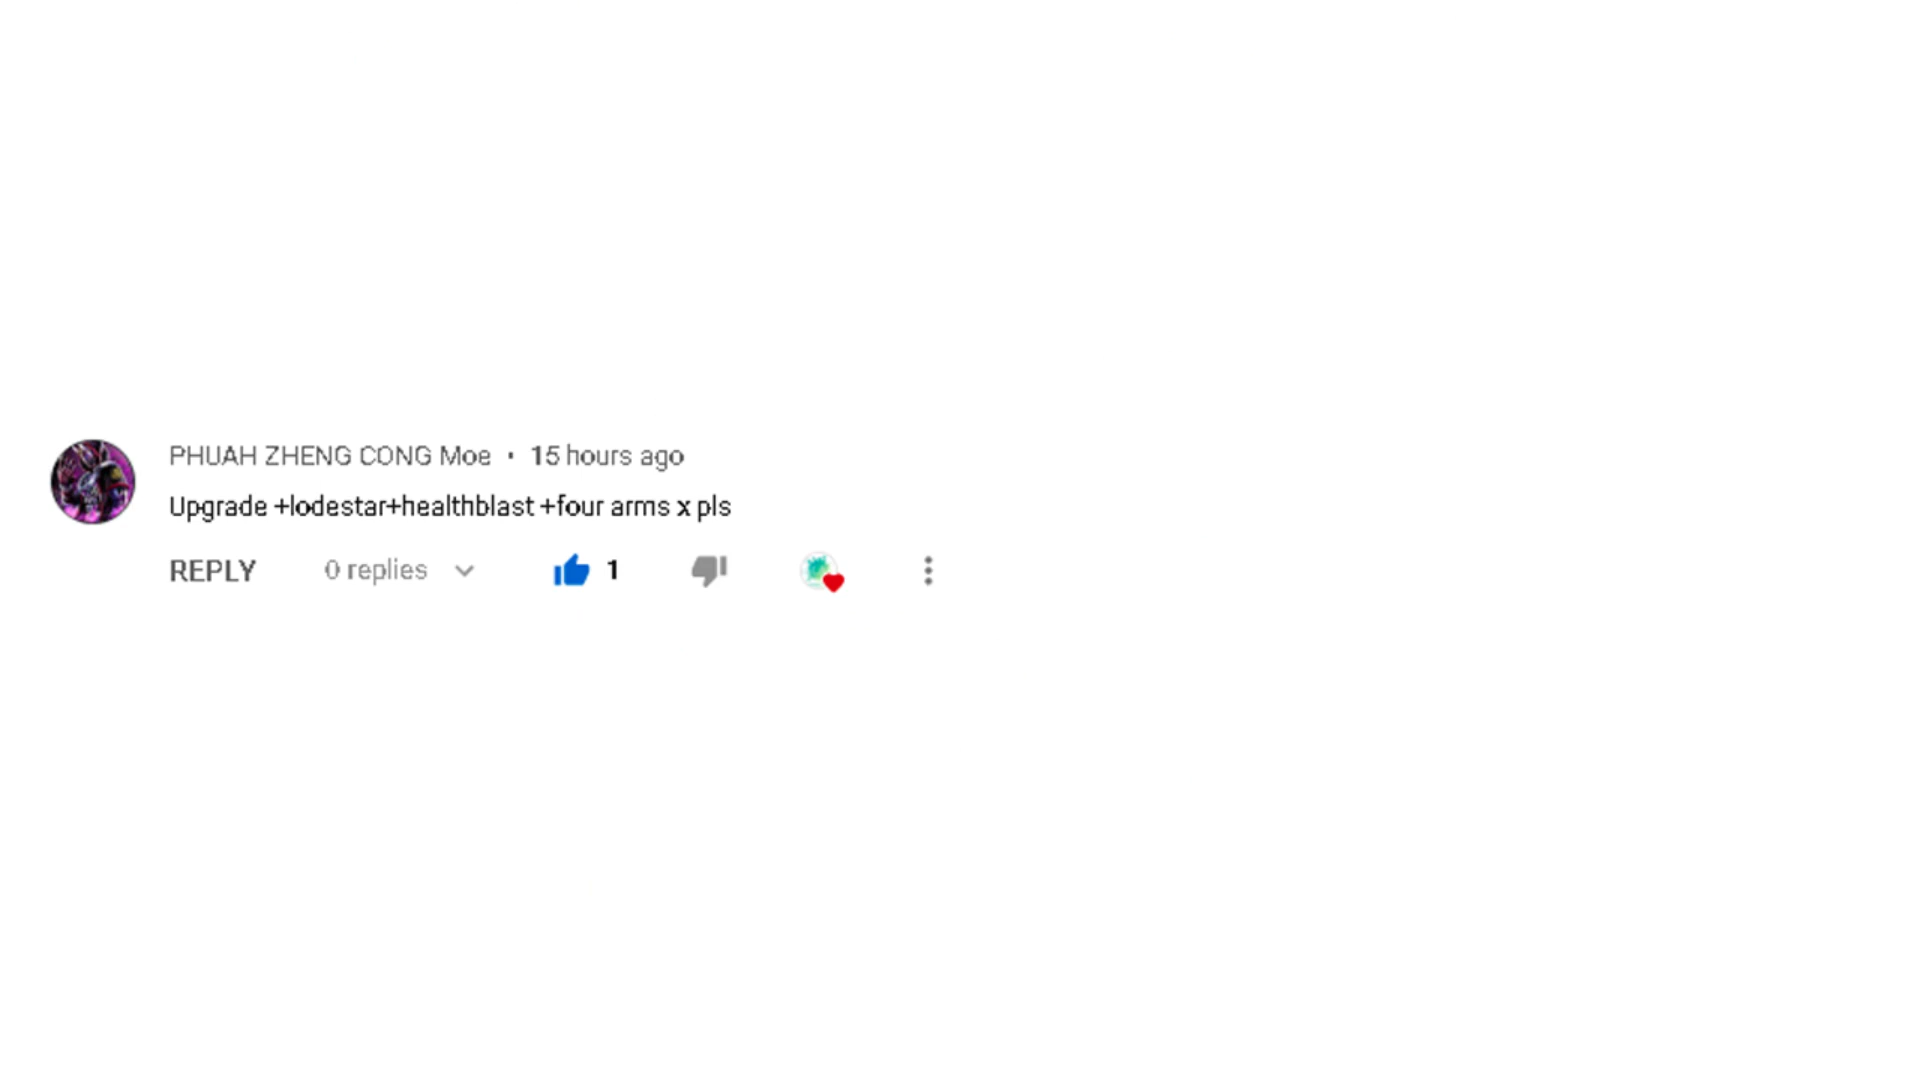 PHUAH ZHENG CONG Moe • 15 hours ago
Upgrade +lodestar+healthblast +four arms x pls
REPLY 0 replies 1